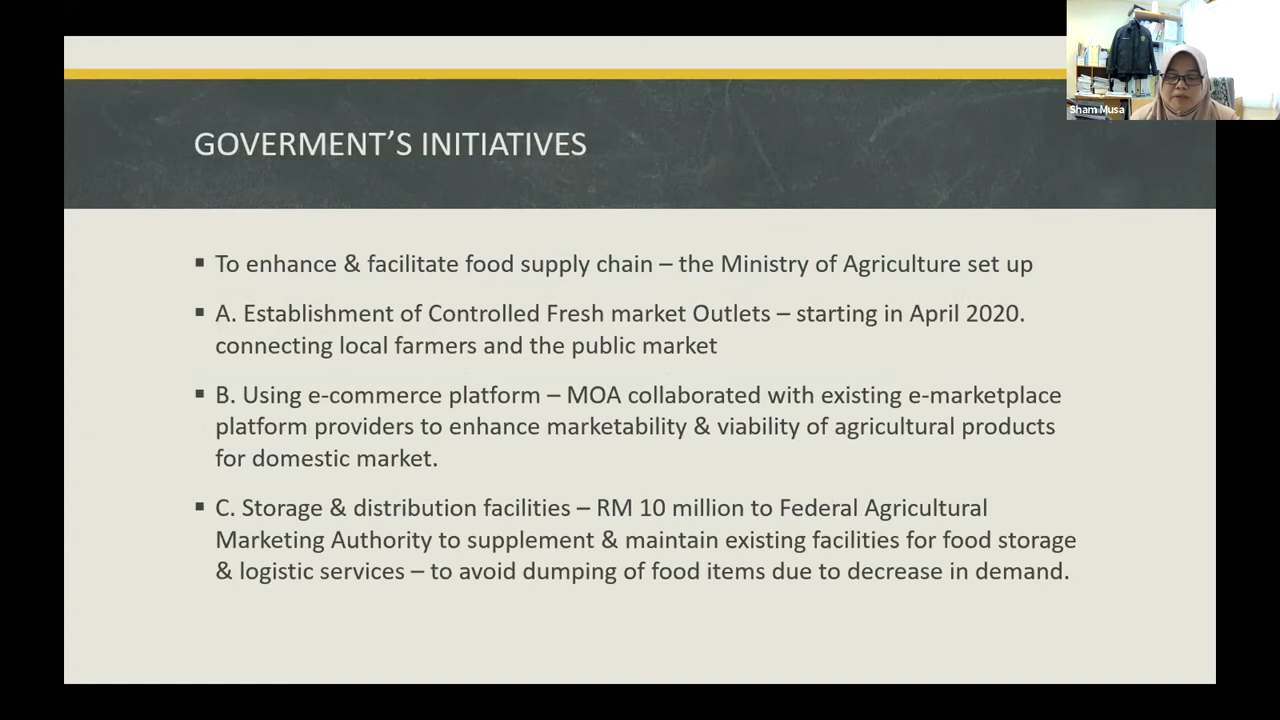 Sham Musa
GOVERMENT’S INITIATIVES
▪ To enhance & facilitate food supply chain – the Ministry of Agriculture set up
▪ A. Establishment of Controlled Fresh market Outlets – starting in April 2020.
connecting local farmers and the public market
▪ B. Using e-commerce platform – MOA collaborated with existing e-marketplace
platform providers to enhance marketability & viability of agricultural products
for domestic market.
▪ C. Storage & distribution facilities – RM 10 million to Federal Agricultural
Marketing Authority to supplement & maintain existing facilities for food storage
& logistic services – to avoid dumping of food items due to decrease in demand.